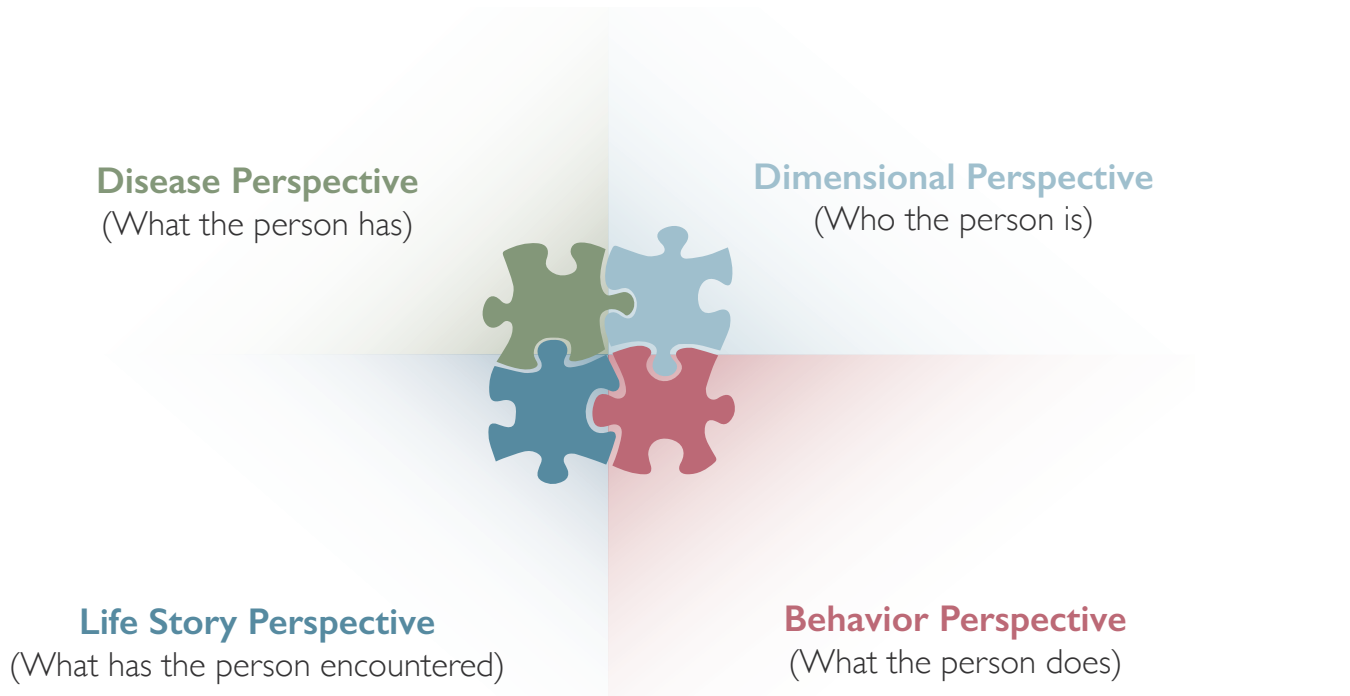 Disease Perspective
(What the person has)
Dimensional Perspective
(Who the person is)
Life Story Perspective
(What has the person encountered)
Behavior Perspective
(What the person does)